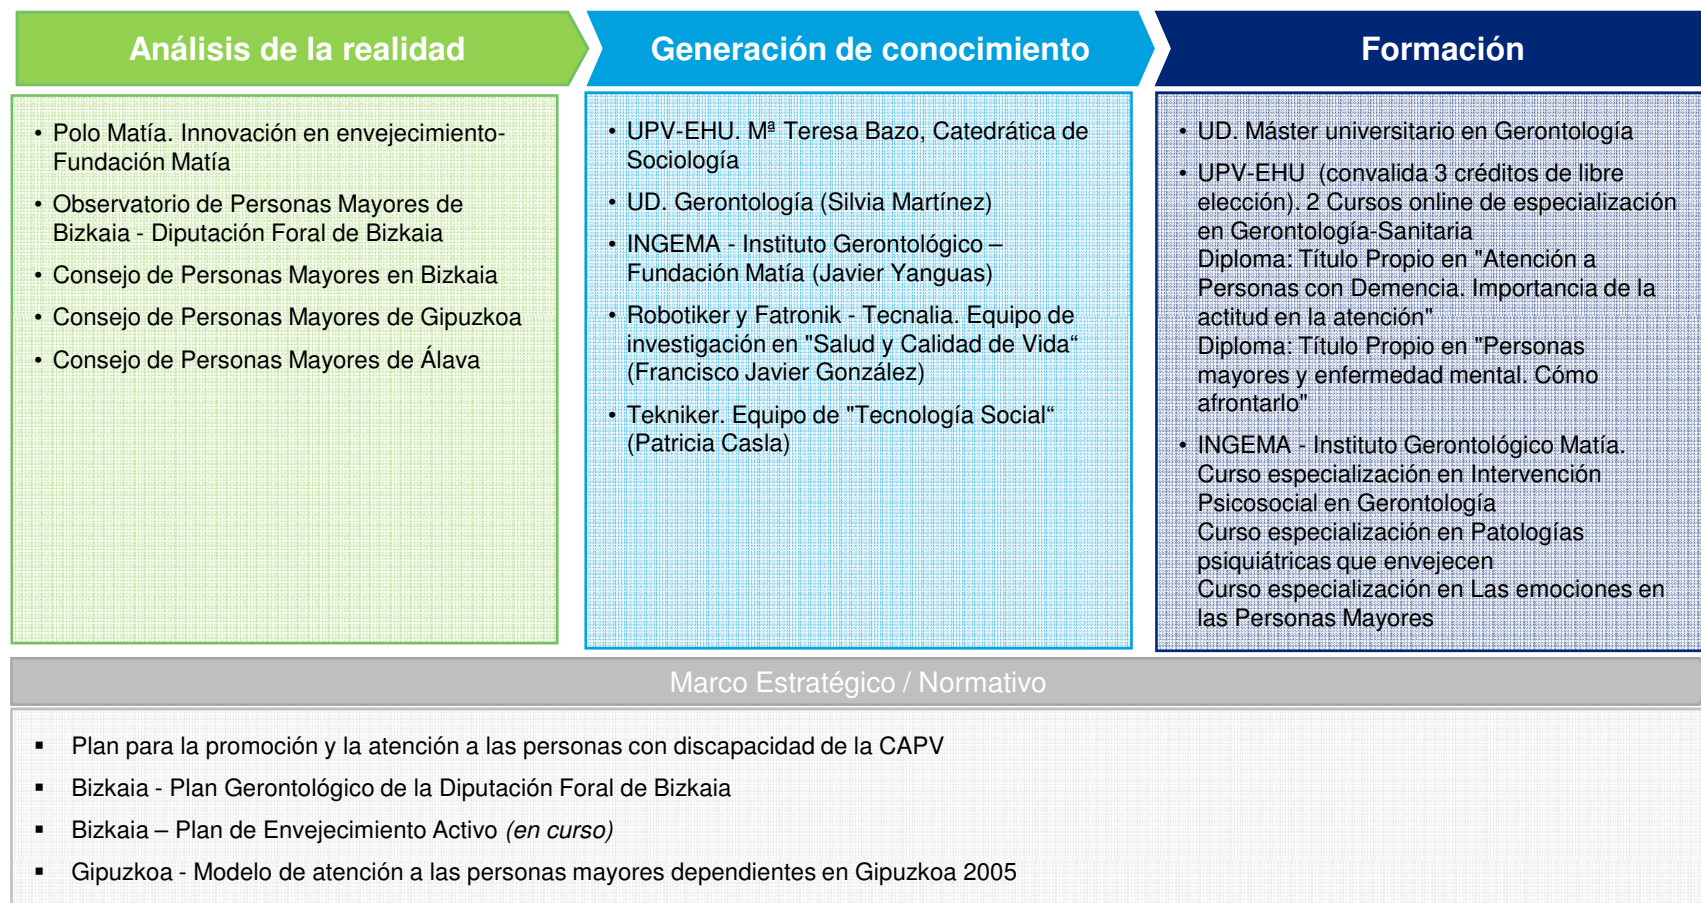 Análisis de la realidad
• Polo Matía. Innovación en envejecimiento-
Fundación Matía
• Observatorio de Personas Mayores de
Bizkaia - Diputación Foral de Bizkaia
• Consejo de Personas Mayores en Bizkaia
• Consejo de Personas Mayores de Gipuzkoa
• Consejo de Personas Mayores de Álava
Generación de conocimiento
• UPV-EHU. Mª Teresa Bazo, Catedrática de
Sociología
• UD. Gerontología (Silvia Martínez)
• INGEMA - Instituto Gerontológico –
Fundación Matía (Javier Yanguas)
• Robotiker y Fatronik - Tecnalia. Equipo de
investigación en "Salud y Calidad de Vida“
(Francisco Javier González)
• Tekniker. Equipo de "Tecnología Social“
(Patricia Casla)
Formación
• UD. Máster universitario en Gerontología
• UPV-EHU (convalida 3 créditos de libre
elección). 2 Cursos online de especialización
en Gerontología-Sanitaria
Diploma: Título Propio en "Atención a
Personas con Demencia. Importancia de la
actitud en la atención"
Diploma: Título Propio en "Personas
mayores y enfermedad mental. Cómo
afrontarlo"
• INGEMA - Instituto Gerontológico Matía.
Curso especialización en Intervención
Psicosocial en Gerontología
Curso especialización en Patologías
psiquiátricas que envejecen
Curso especialización en Las emociones en
las Personas Mayores
Marco Estratégico / Normativo
▪ Plan para la promoción y la atención a las personas con discapacidad de la CAPV
▪ Bizkaia - Plan Gerontológico de la Diputación Foral de Bizkaia
▪ Bizkaia – Plan de Envejecimiento Activo (en curso)
▪ Gipuzkoa - Modelo de atención a las personas mayores dependientes en Gipuzkoa 2005